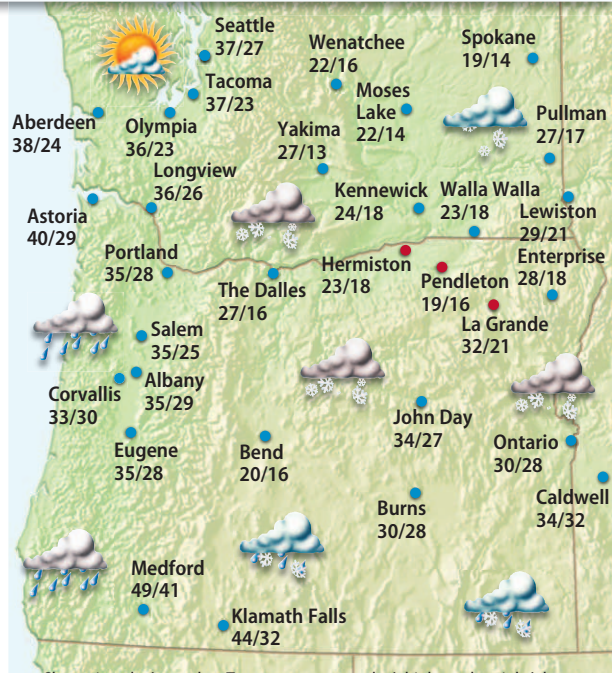 Seattle
37/27
Wenatchee
22/16
Spokane
19/14
Tacoma
37/23
Moses
Lake
22/14
Aberdeen
38/24
Olympia
36/23
Yakima
27/13
Pullman
27/17
Longview
36/26
Kennewick
24/18
Walla Walla
23/18
Lewiston
29/21
Astoria
40/29
Portland
35/28
The Dalles
27/16
Hermiston
23/18
Pendleton
19/16
Enterprise
28/18
La Grande
32/21
Salem
35/25
Corvallis
33/30
Albany
35/29
John Day
34/27
Ontario
30/28
Eugene
35/28
Bend
20/16
Burns
30/28
Caldwell
34/32
Medford
49/41
Klamath Falls
44/32